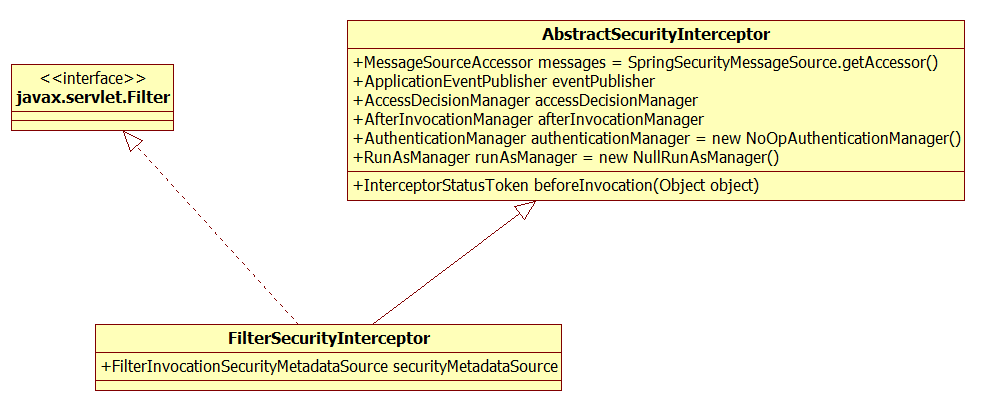 <<interface>>
javax.servlet.Filter
AbstractSecurityInterceptor
+MessageSourceAccessor messages = SpringSecurityMessageSource.getAccessor()
+ApplicationEventPublisher eventPublisher
+AccessDecisionManager accessDecisionManager
+AfterInvocationManager afterInvocationManager
+AuthenticationManager authenticationManager = new NoOpAuthenticationManager()
+RunAsManager runAsManager = new NullRunAsManager()
+InterceptorStatusToken beforeInvocation(Object object)
FilterSecurityInterceptor
+FilterInvocationSecurityMetadataSource securityMetadataSource